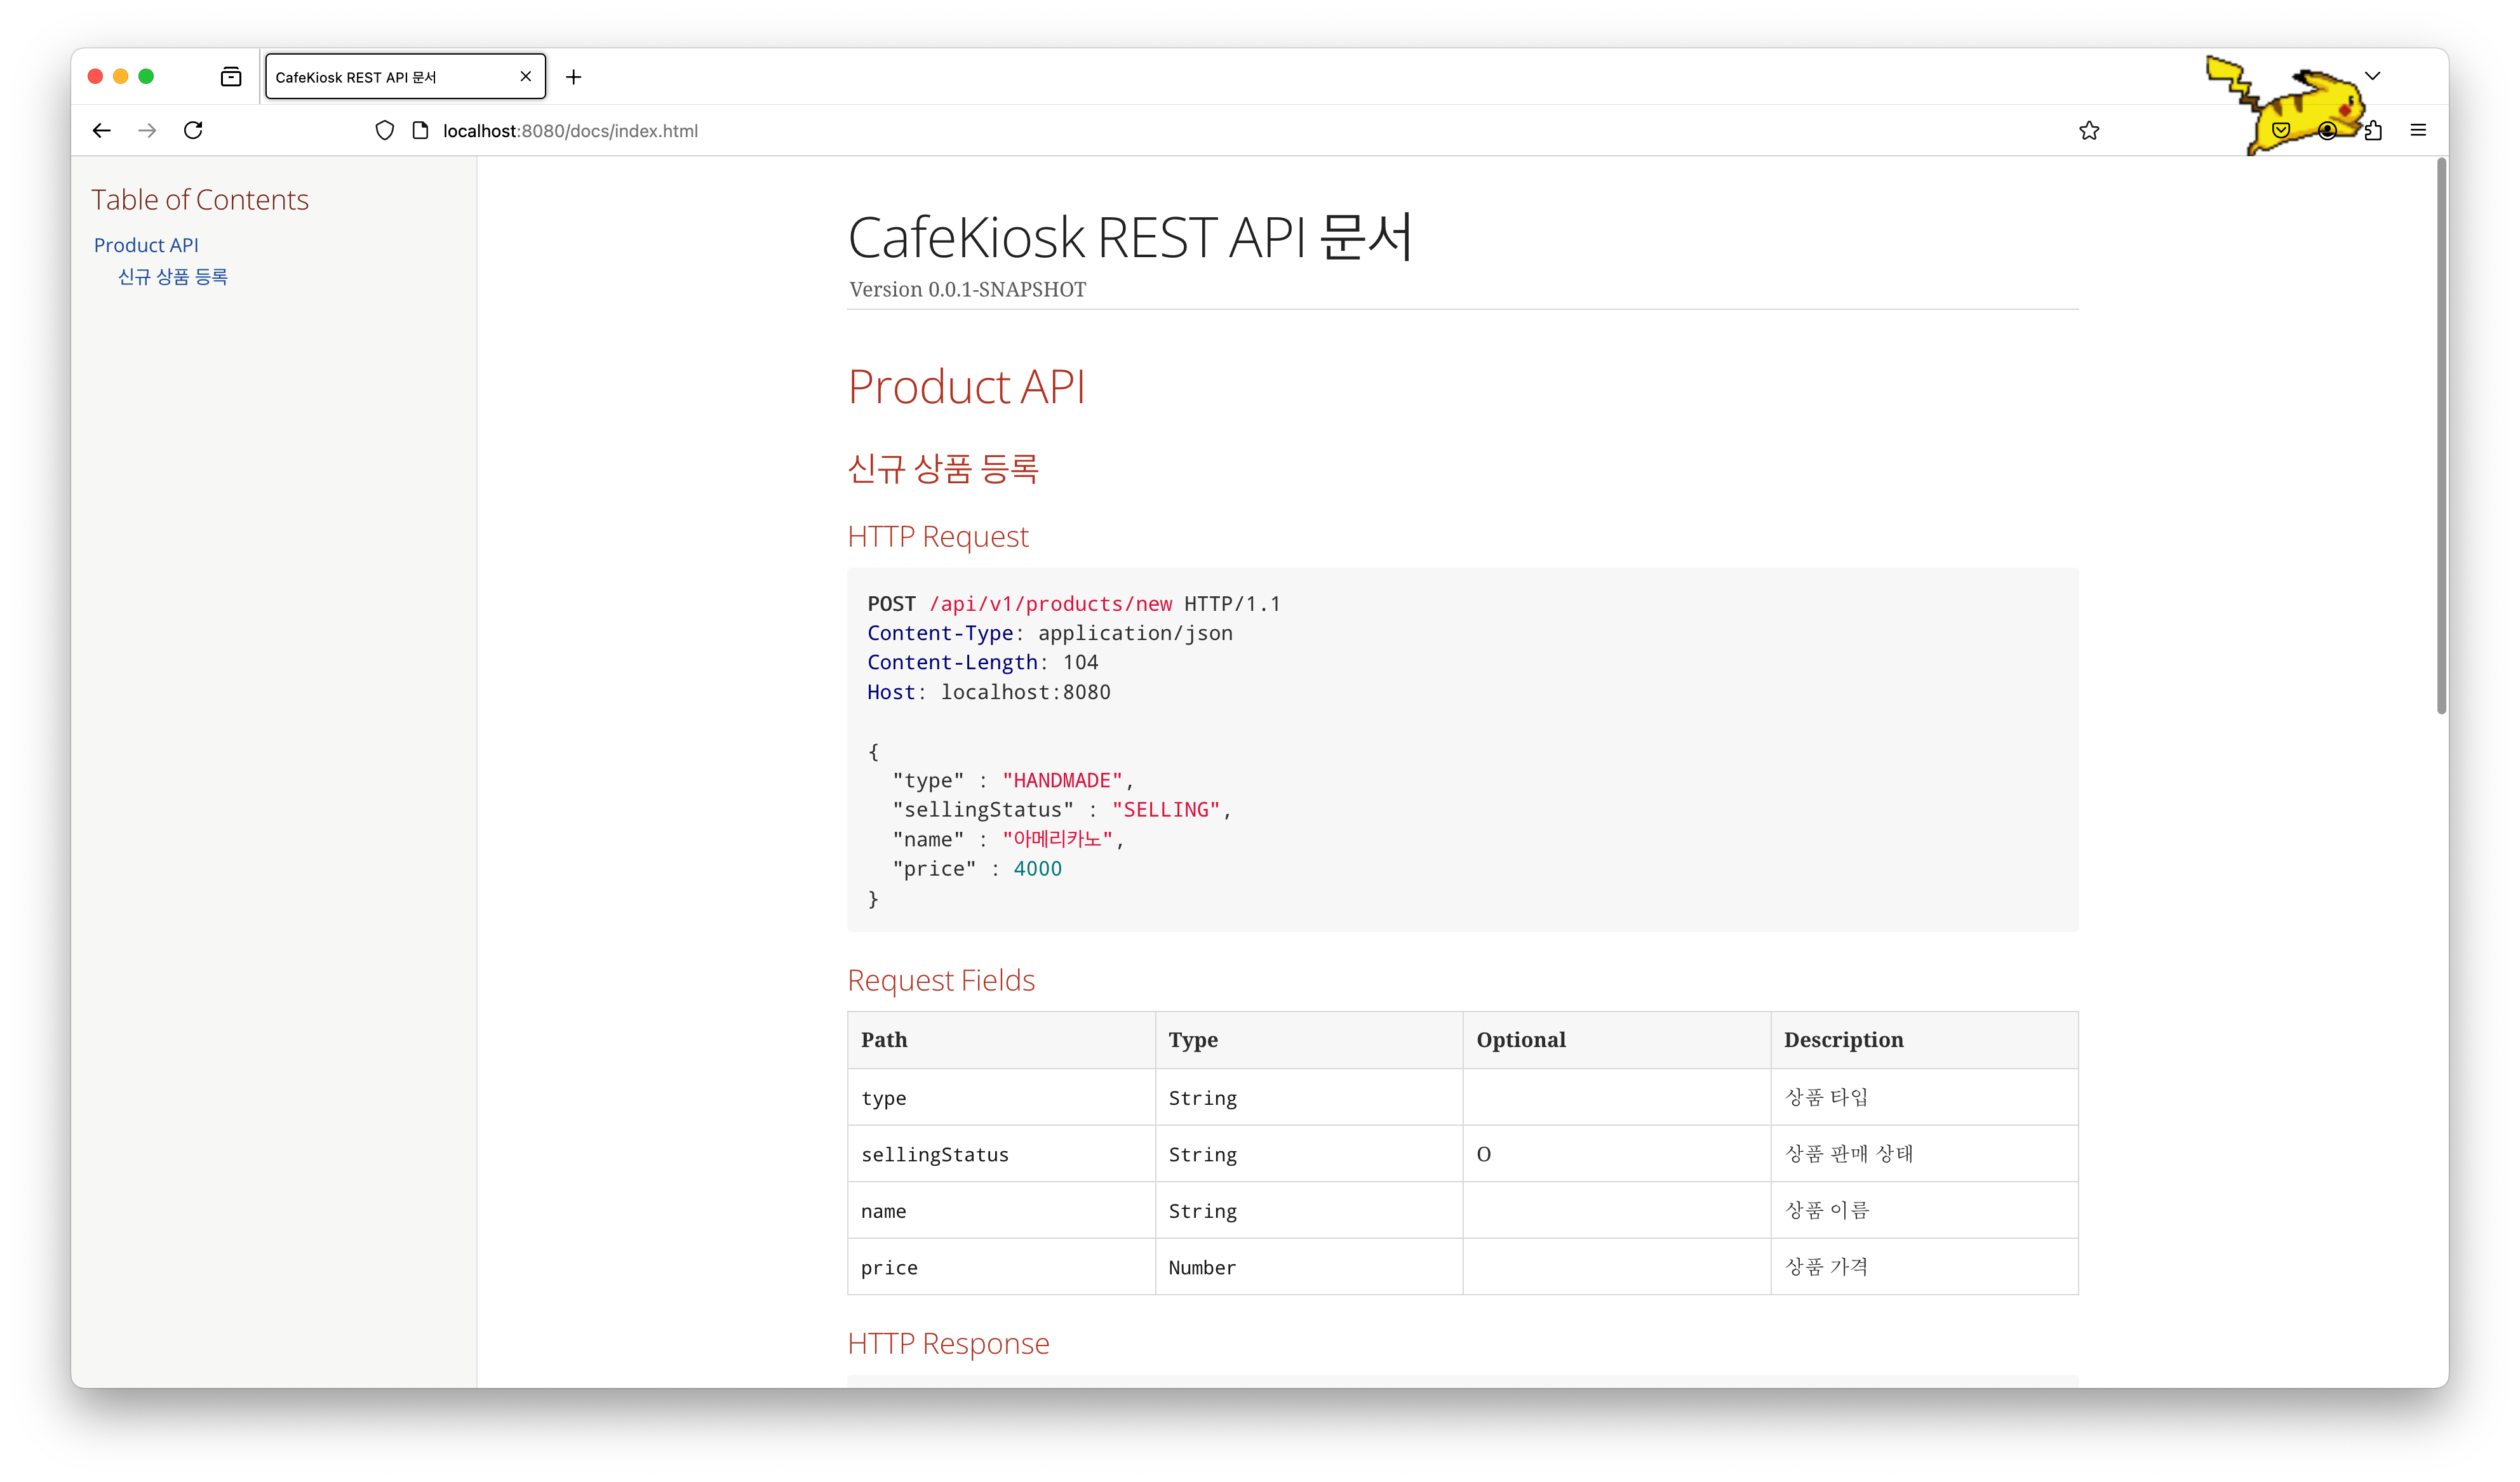 CafeKiosk REST API 문서
localhost:8080/docs/index.html
Table of Contents
Product API
신규 상품 등록
CafeKiosk REST API 문서
Version 0.0.1-SNAPSHOT
Product API
신규 상품 등록
HTTP Request
POST /api/v1/products/new HTTP/1.1
Content-Type: application/json
Content-Length: 104
Host: localhost:8080
{
"type" : "HANDMADE",
"sellingStatus" : "SELLING",
"name" : "아메리카노",
"price" : 4000
}
Request Fields
Path Type Optional Description
type String 상품 타입
sellingStatus String O 상품 판매 상태
name String 상품 이름
price Number 상품 가격
HTTP Response